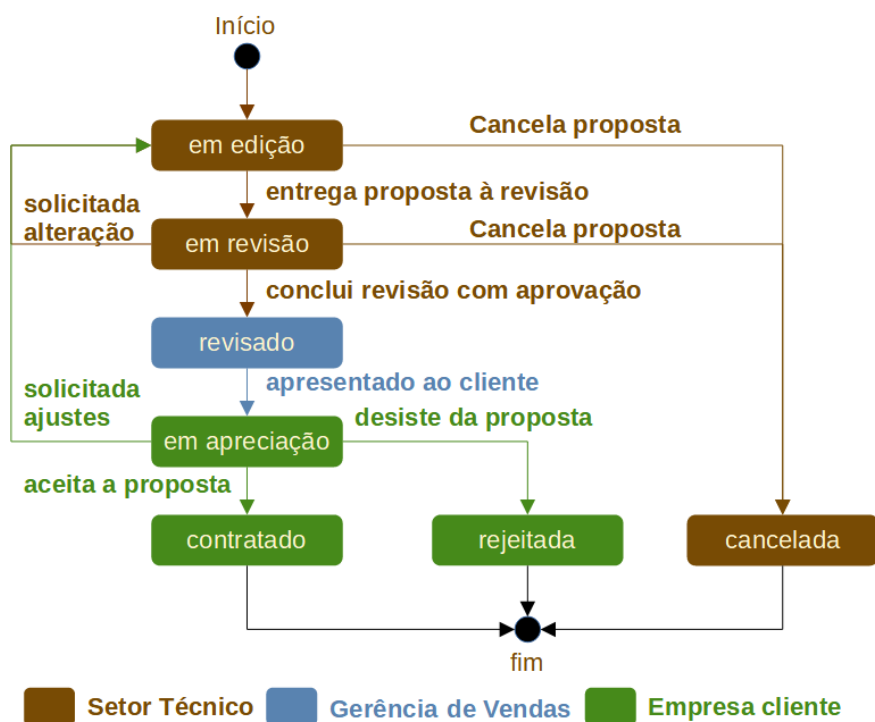 Início
em edição
Cancela proposta
entrega proposta à revisão
solicitada
alteração
em revisão
Cancela proposta
conclui revisão com aprovação
revisado
apresentado ao cliente
solicitada
ajustes
em apreciação
desiste da proposta
aceita a proposta
contratado
rejeitada
cancelada
fim
Setor Técnico
Gerência de Vendas
Empresa cliente